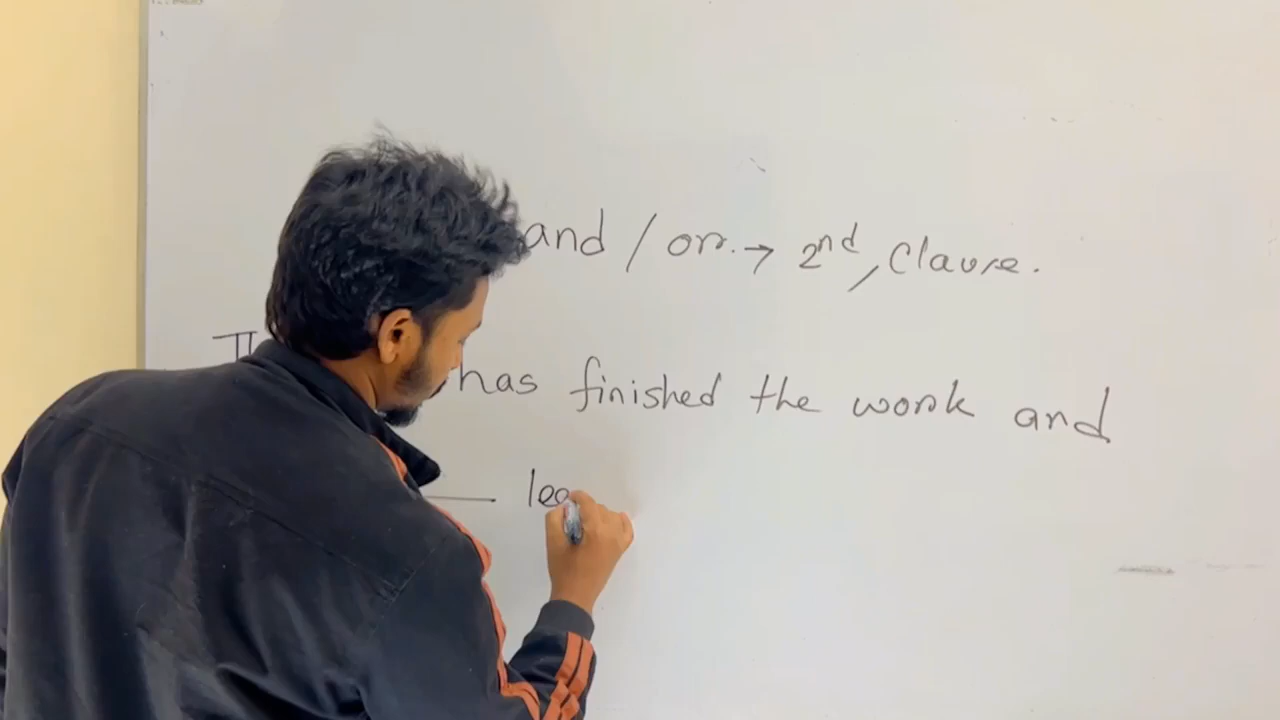 and / or. → 2nd, Clause.
has finished the work and
lea